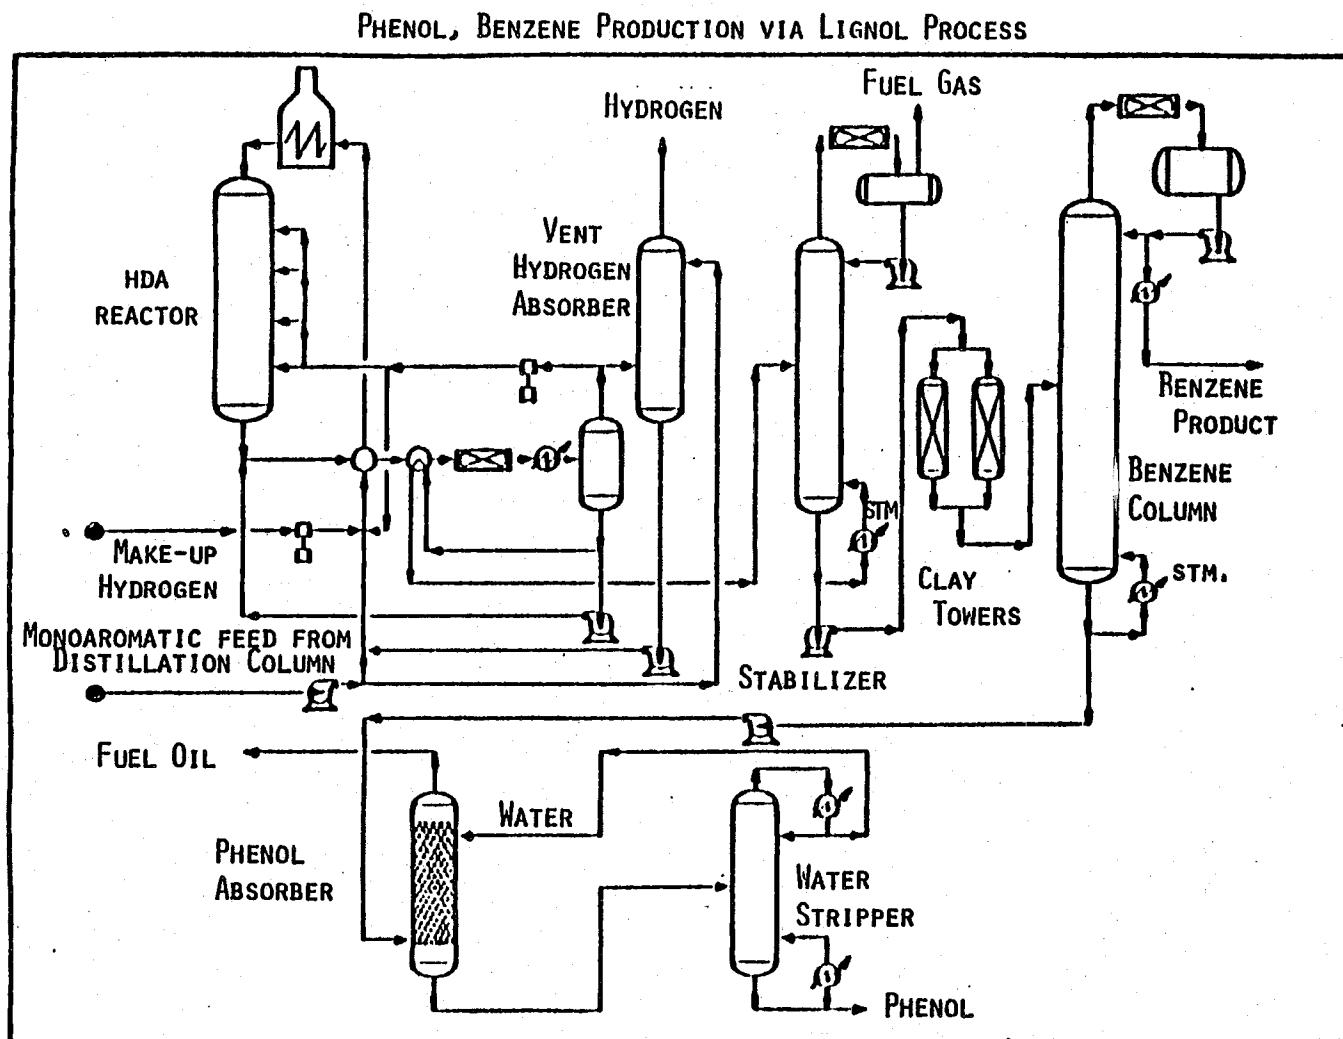 PHENOL, BENZENE PRODUCTION VIA LIGNOL PROCESS
FUEL GAS
HYDROGEN
VENT
HYDROGEN
ABSORBER
HDA
REACTOR
BENZENE
PRODUCT
BENZENE
COLUMN
STM
STM.
MAKE-UP
HYDROGEN
CLAY
TOWERS
MONOAROMATIC FEED FROM
DISTILLATION COLUMN
STABILIZER
FUEL OIL
WATER
PHENOL
ABSORBER
WATER
STRIPPER
PHENOL